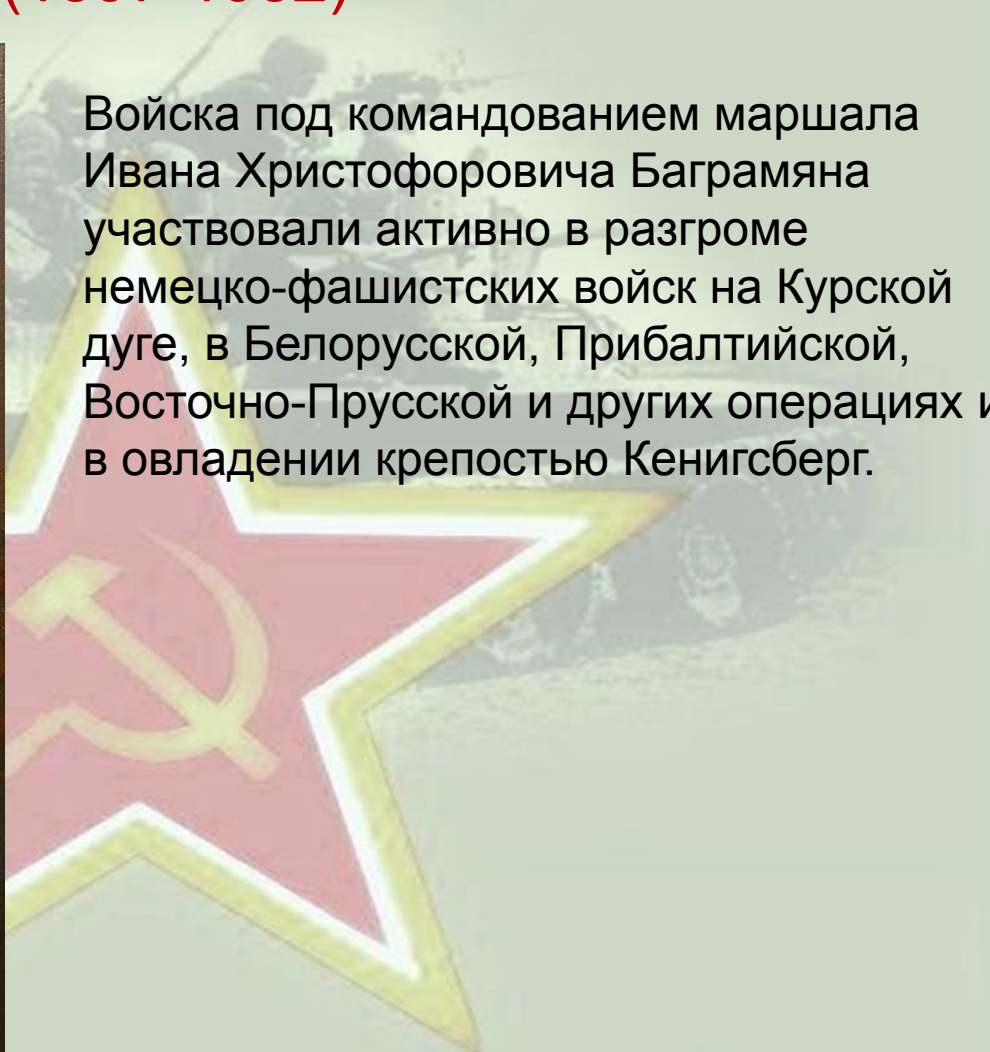 Войска под командованием маршала
Ивана Христофоровича Баграмяна
участвовали активно в разгроме
немецко-фашистских войск на Курской
дуге, в Белорусской, Прибалтийской,
Восточно-Прусской и других операциях и
в овладении крепостью Кенигсберг.